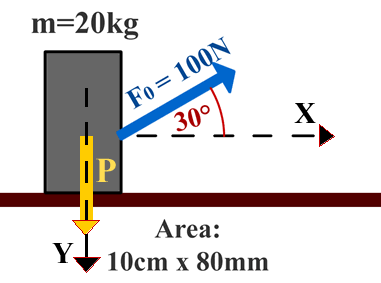 m=20kg
F₀ = 100N
30°
X
P
Area:
Y
10cm x 80mm